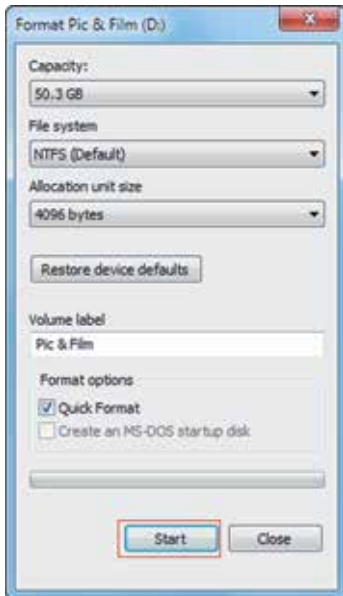 Format Pic & Film (D:)
Capacity:
50.3 GB
File system
NTFS (Default)
Allocation unit size
4096 bytes
Restore device defaults
Volume label
Pic & Film
Format options
Quick Format
Create an MS-DOS startup disk
Start Close